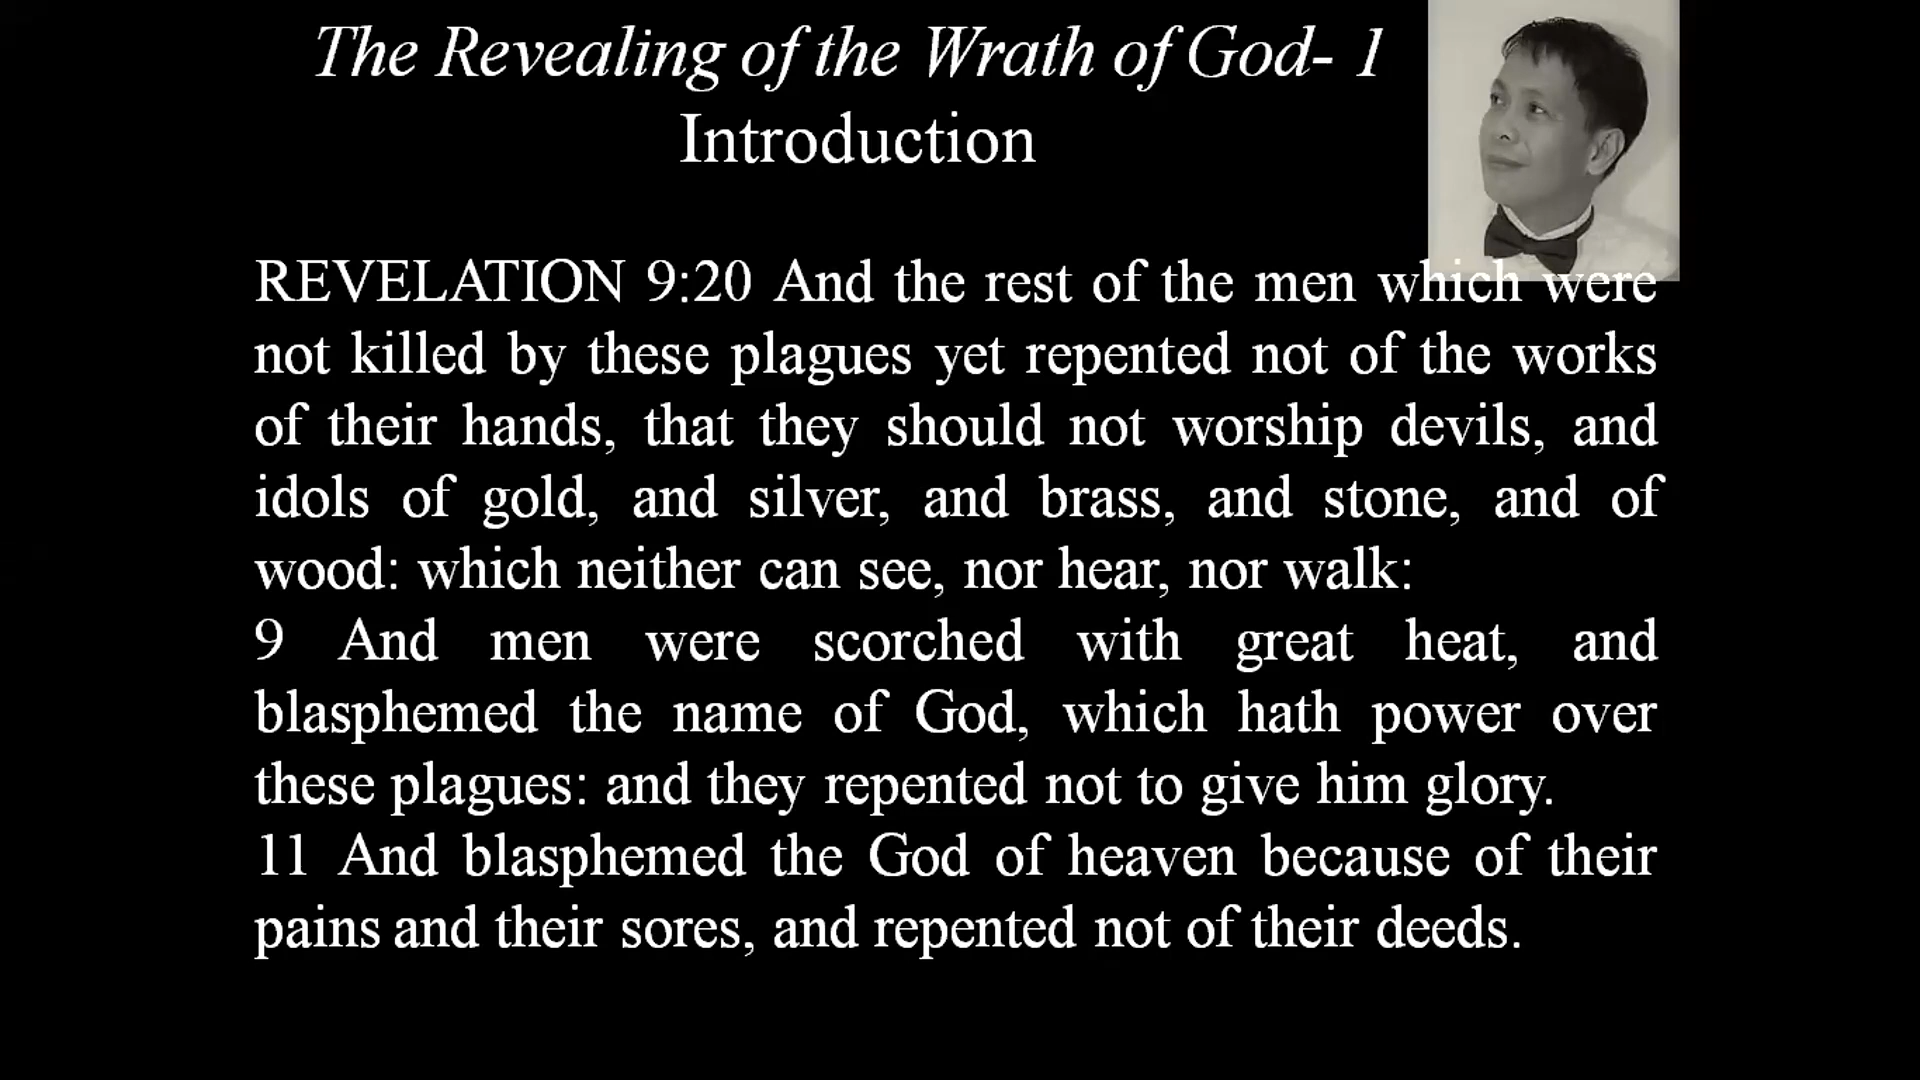 The Revealing of the Wrath of God- 1
Introduction
REVELATION 9:20 And the rest of the men which were
not killed by these plagues yet repented not of the works
of their hands, that they should not worship devils, and
idols of gold, and silver, and brass, and stone, and of
wood: which neither can see, nor hear, nor walk:
9 And men were scorched with great heat, and
blasphemed the name of God, which hath power over
these plagues: and they repented not to give him glory.
11 And blasphemed the God of heaven because of their
pains and their sores, and repented not of their deeds.